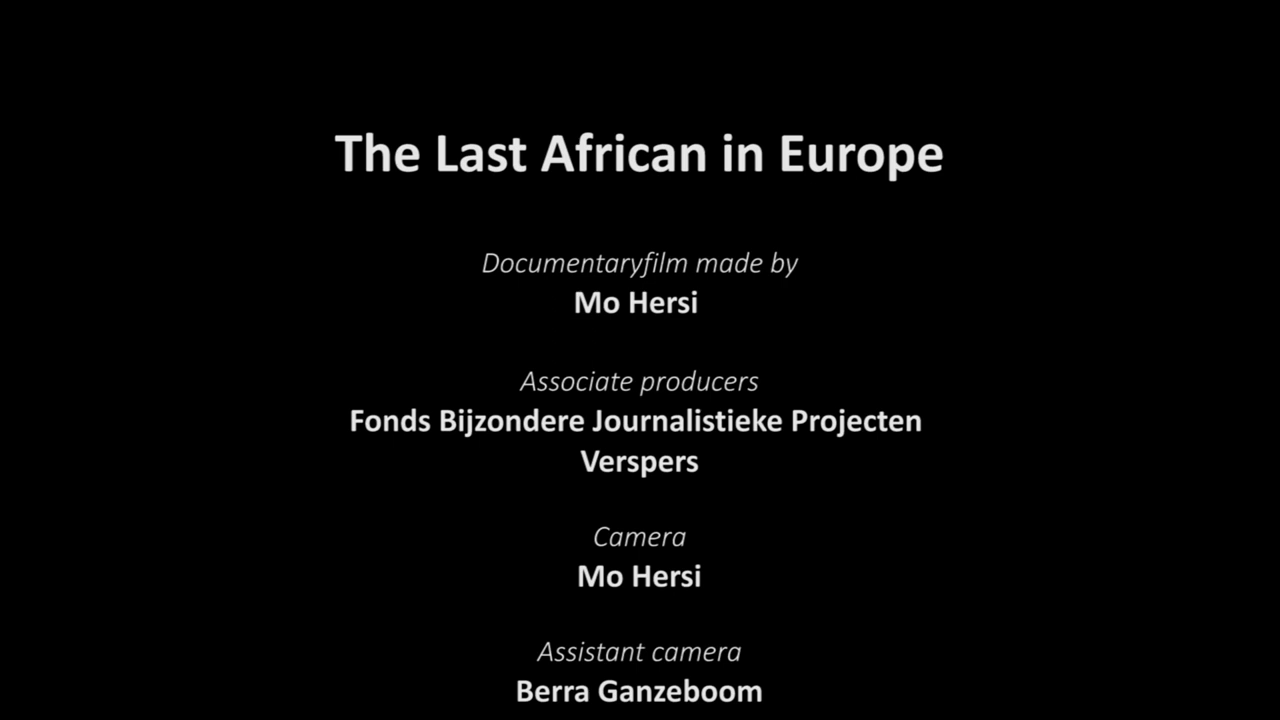 The Last African in Europe
Documentaryfilm made by
Mo Hersi
Associate producers
Fonds Bijzondere Journalistieke Projecten
Verspers
Camera
Mo Hersi
Assistant camera
Berra Ganzeboom